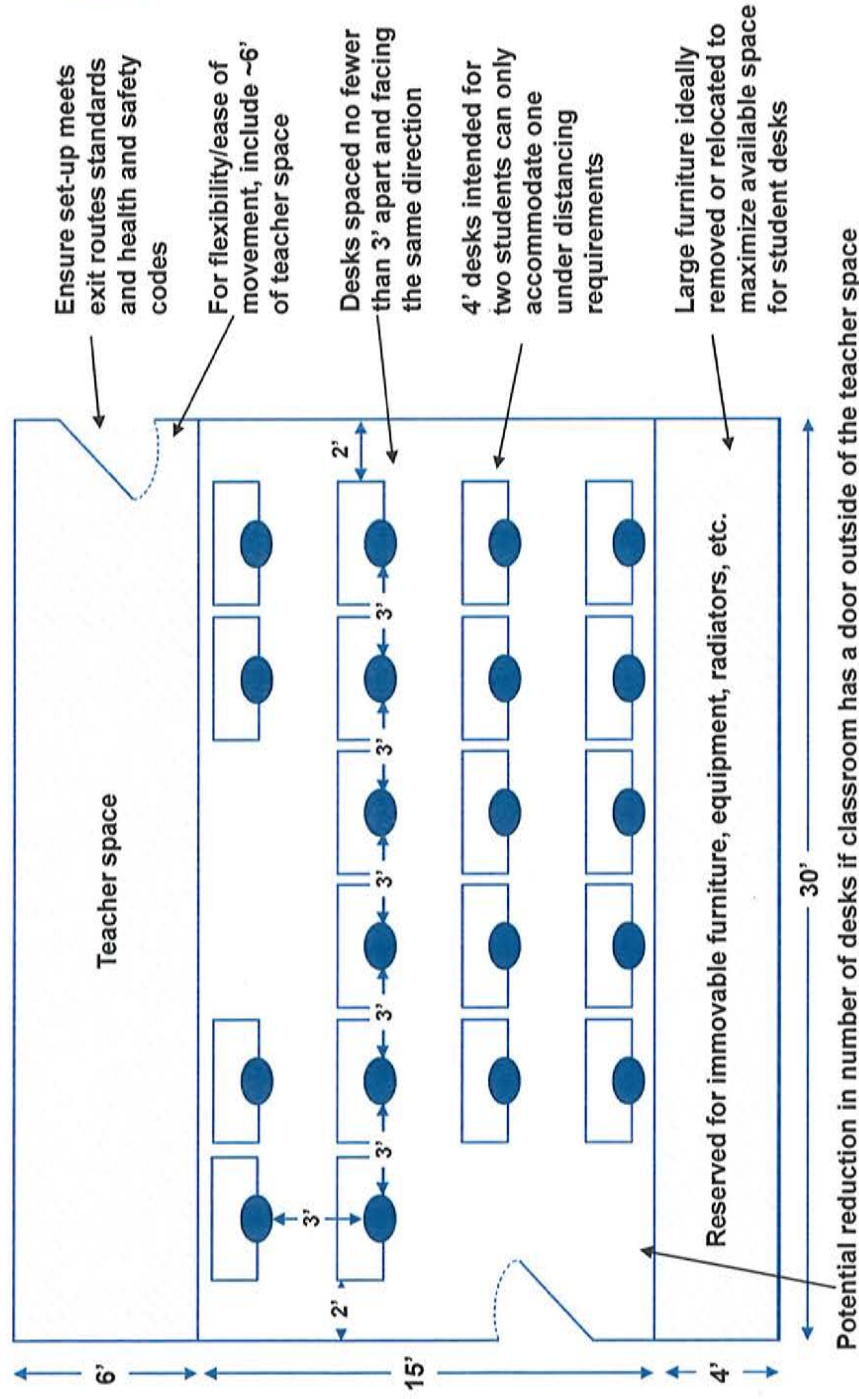 Ensure set-up meets
exit routes standards
and health and safety
codes
For flexibility/ease of
movement, include ~6'
of teacher space
Desks spaced no fewer
than 3' apart and facing
the same direction
4' desks intended for
two students can only
accommodate one
under distancing
requirements
Large furniture ideally
removed or relocated to
maximize available space
for student desks
Teacher space
2'
3'
3'
3'
3'
3'
3'
2'
Reserved for immovable furniture, equipment, radiators, etc.
6'
15'
4'
30'
Potential reduction in number of desks if classroom has a door outside of the teacher space